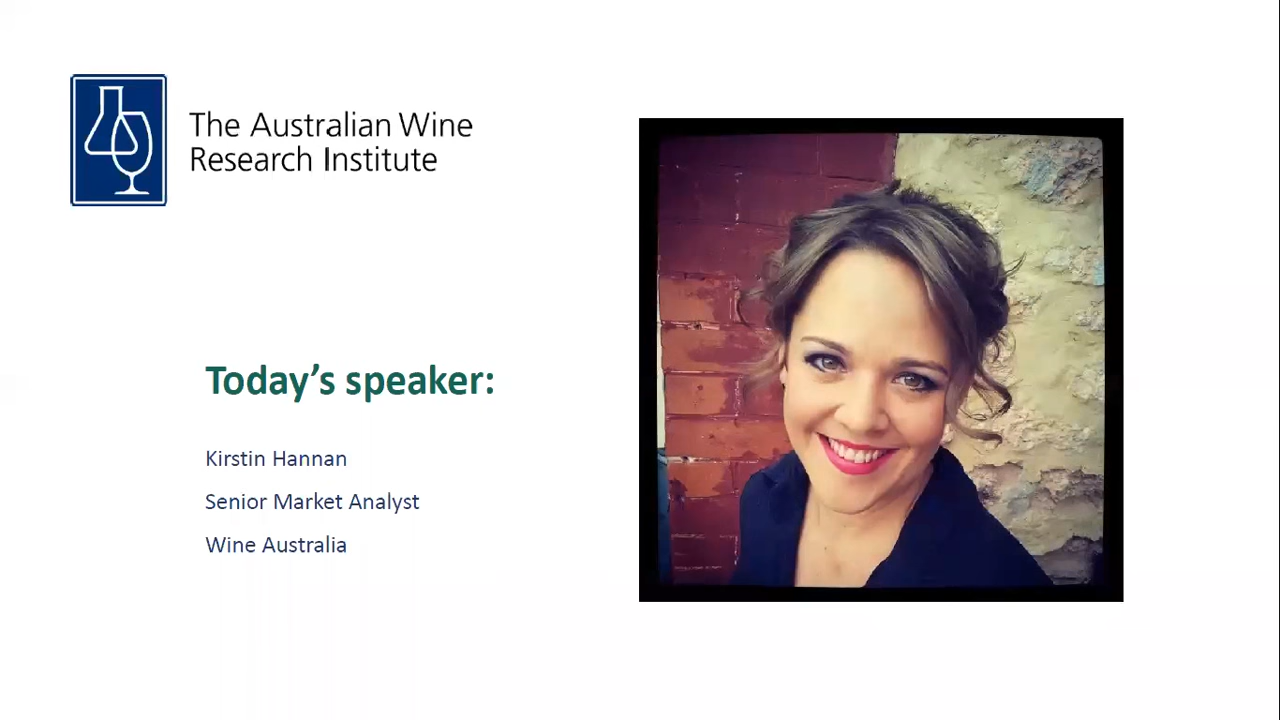 The Australian Wine
Research Institute
Today’s speaker:
Kirstin Hannan
Senior Market Analyst
Wine Australia